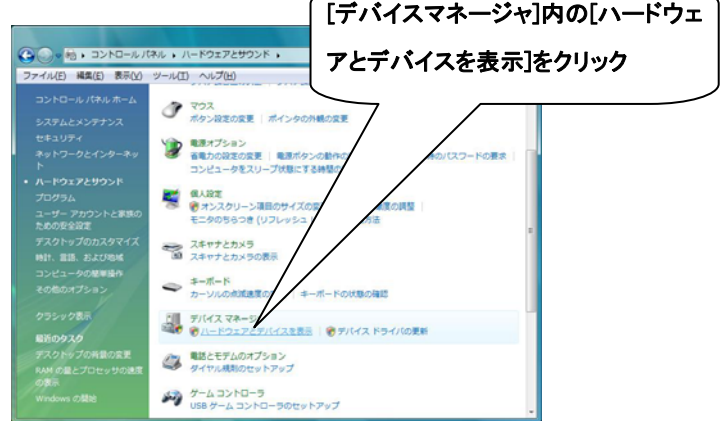 [デバイスマネージャ]内の[ハードウェ
アとデバイスを表示]をクリック
コントロール パネル ▸ ハードウェアとサウンド ▸
ファイル(F) 編集(E) 表示(V) ツール(T) ヘルプ(H)
コントロール パネル ホーム
システムとメンテナンス
セキュリティ
ネットワークとインターネッ
ト
• ハードウェアとサウンド
プログラム
ユーザー アカウントと家族の
ための安全設定
デスクトップのカスタマイズ
時計、言語、および地域
コンピュータの簡単操作
その他のオプション
クラシック表示
最近のタスク
デスクトップの背景の変更
RAM の量とプロセッサの速度
の表示
Windows の開始
マウス
ボタン設定の変更 | ポインタの外観の変更
電源オプション
省電力の設定の変更 | 電源ボタンの動作の のパスワードの要求 |
コンピュータをスリープ状態にする時間の
個人設定
オンスクリーン項目のサイズの変 度の調整 |
モニタのちらつき (リフレッシュ 方法
スキャナとカメラ
スキャナとカメラの表示
キーボード
カーソルの点滅速度の | キーボードの状態の確認
デバイス マネージ
ハードウェアとデバイスを表示 | デバイス ドライバの更新
電話とモデムのオプション
ダイヤル規則のセットアップ
ゲーム コントローラ
USB ゲーム コントローラのセットアップ